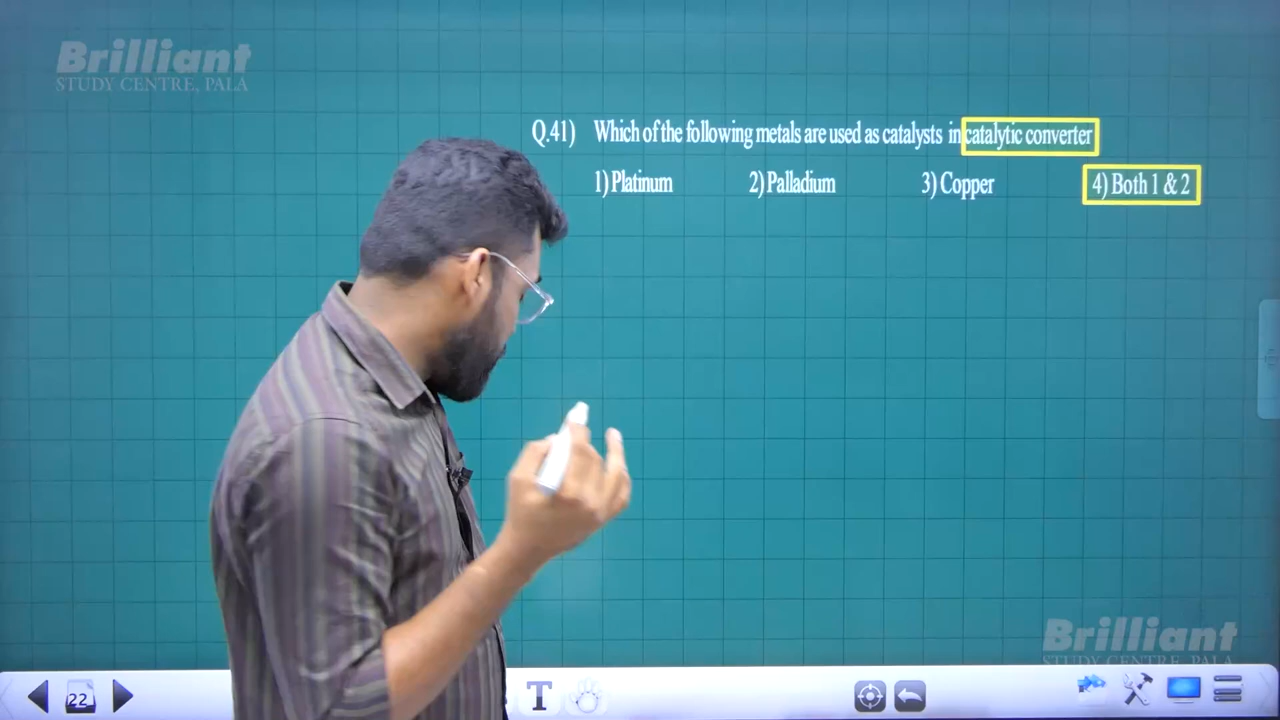 Brilliant
STUDY CENTRE, PALA
Q.41) Which of the following metals are used as catalysts in catalytic converter
1) Platinum 2) Palladium 3) Copper 4) Both 1 & 2
Brilliant
STUDY CENTRE, PALA
22 T